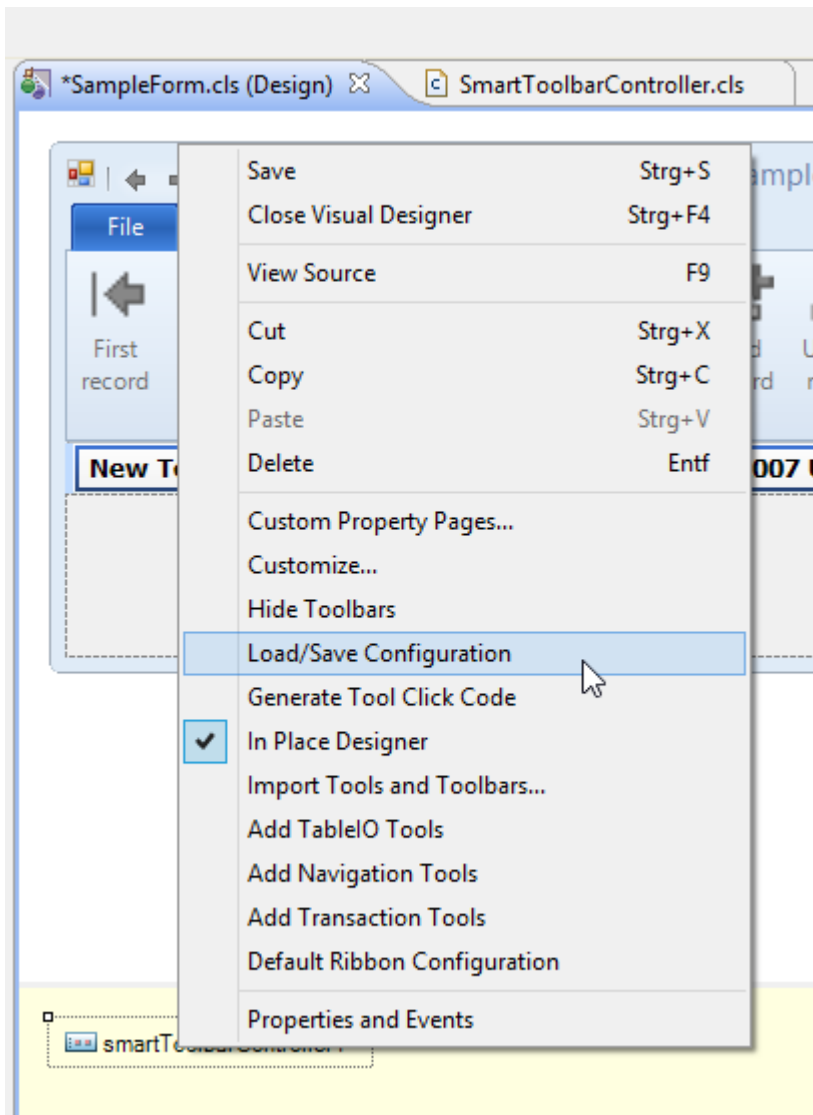 *SampleForm.cls (Design)
SmartToolbarController.cls
File
First
record
New
007
Save Strg+S
Close Visual Designer Strg+F4
View Source F9
Cut Strg+X
Copy Strg+C
Paste Strg+V
Delete Entf
Custom Property Pages...
Customize...
Hide Toolbars
Load/Save Configuration
Generate Tool Click Code
In Place Designer
Import Tools and Toolbars...
Add TableIO Tools
Add Navigation Tools
Add Transaction Tools
Default Ribbon Configuration
Properties and Events